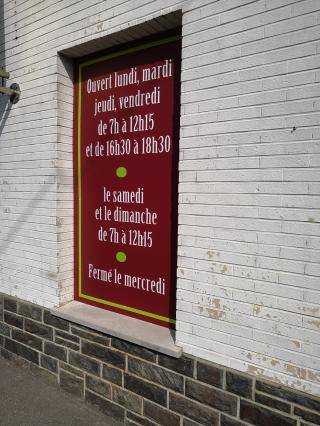 Ouvert lundi, mardi
jeudi, vendredi
de 7h à 12h15
et de 16h30 à 18h30
le samedi
et le dimanche
de 7h à 12h15
Fermé le mercredi